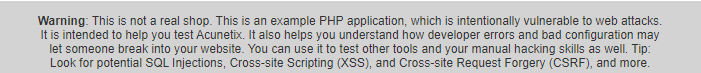 Warning: This is not a real shop. This is an example PHP application, which is intentionally vulnerable to web attacks.
It is intended to help you test Acunetix. It also helps you understand how developer errors and bad configuration may
let someone break into your website. You can use it to test other tools and your manual hacking skills as well. Tip:
Look for potential SQL Injections, Cross-site Scripting (XSS), and Cross-site Request Forgery (CSRF), and more.